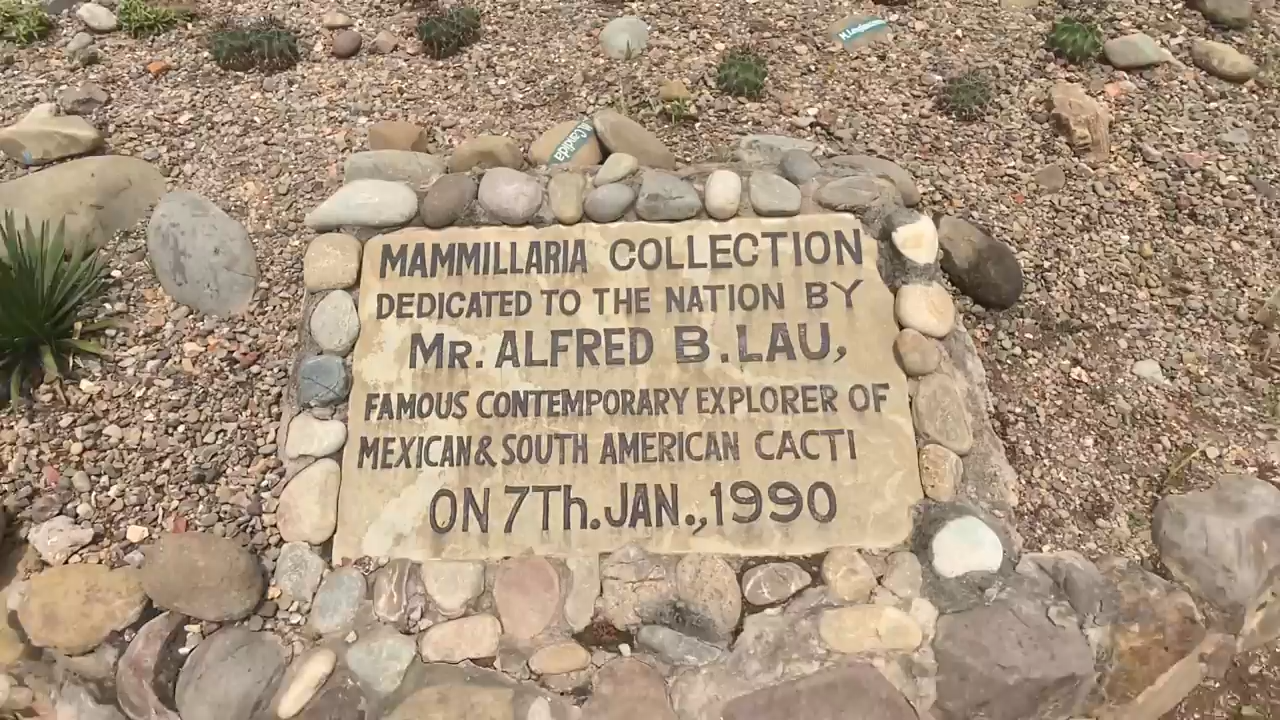 MAMMILLARIA COLLECTION
DEDICATED TO THE NATION BY
MR. ALFRED B. LAU,
FAMOUS CONTEMPORARY EXPLORER OF
MEXICAN & SOUTH AMERICAN CACTI
ON 7Th. JAN., 1990